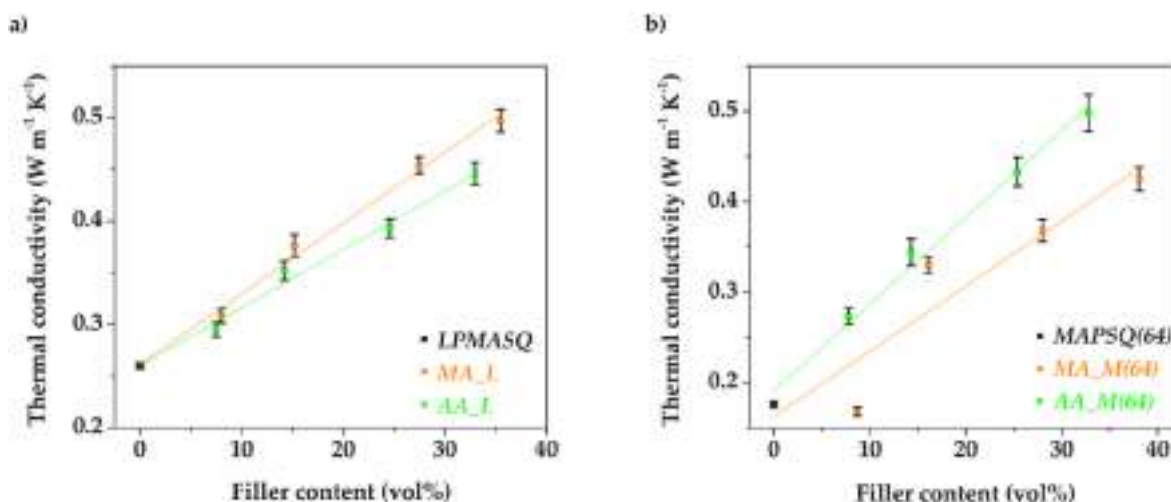 a)
Thermal conductivity (W m⁻¹ K⁻¹)
0.5
0.4
0.3
0.2
LPMASQ
MA_L
AA_L
0 10 20 30 40
Filler content (vol%)
b)
Thermal conductivity (W m⁻¹ K⁻¹)
0.5
0.4
0.3
0.2
MAPSQ(64)
MA_M(64)
AA_M(64)
0 10 20 30 40
Filler content (vol%)